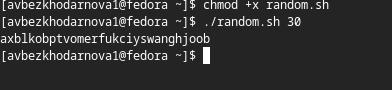 [avbezkhodarnova1@fedora ~]$ chmod +x random.sh
[avbezkhodarnova1@fedora ~]$ ./random.sh 30
axblkobptvomerfukciyswanghjoob
[avbezkhodarnova1@fedora ~]$